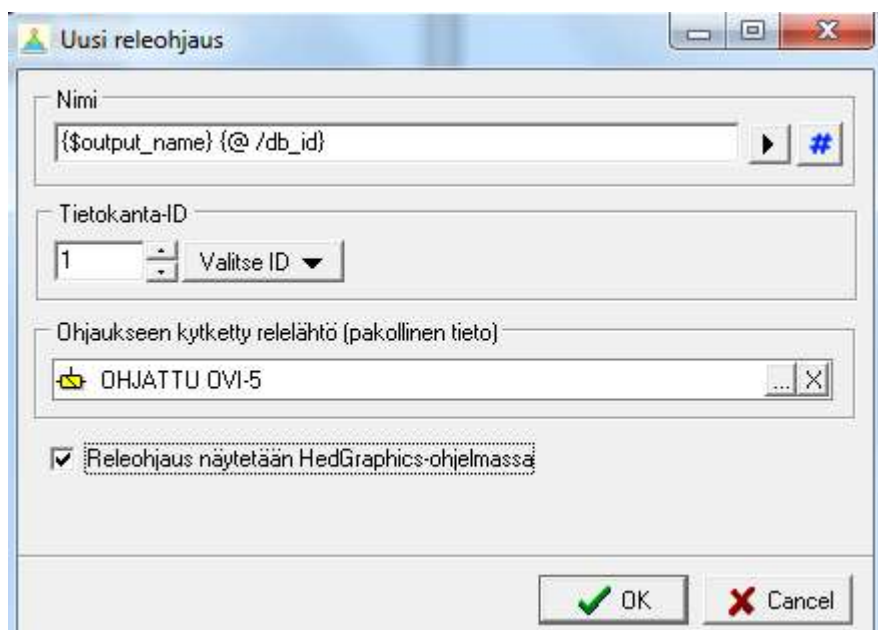 Uusi releohjaus
Nimi
{$output_name} {@ /db_id}
#
Tietokanta-ID
1
Valitse ID
Ohjaukseen kytketty relelähtö (pakollinen tieto)
OHJATTU OVI-5
... X
Releohjaus näytetään HedGraphics-ohjelmassa
OK Cancel